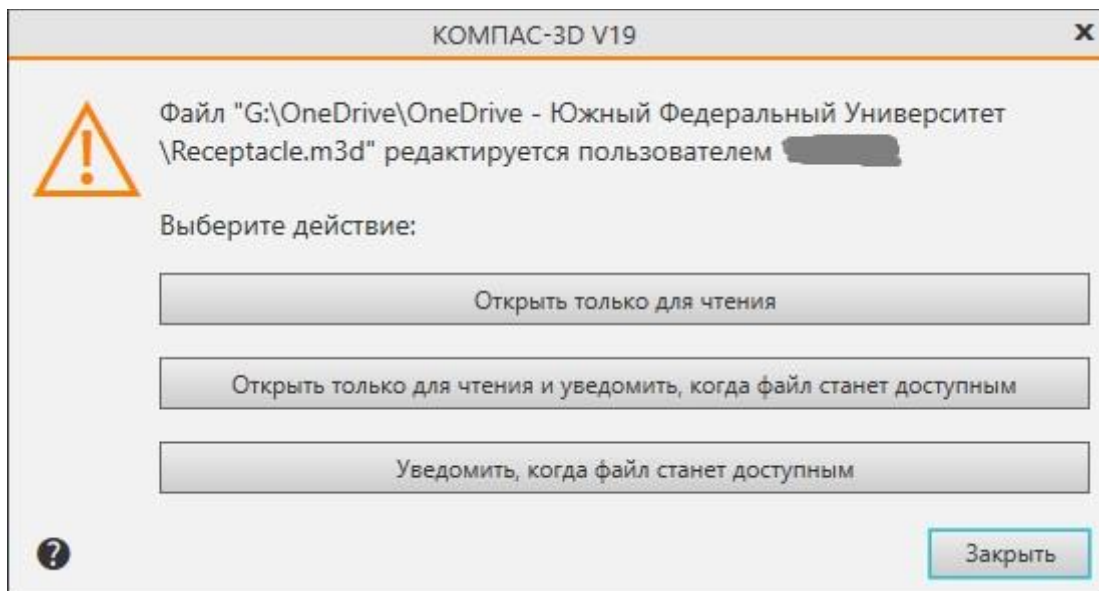 КОМПАС-3D V19
x
Файл "G:\OneDrive\OneDrive - Южный Федеральный Университет
\Receptacle.m3d" редактируется пользователем
Выберите действие:
Открыть только для чтения
Открыть только для чтения и уведомить, когда файл станет доступным
Уведомить, когда файл станет доступным
?
Закрыть